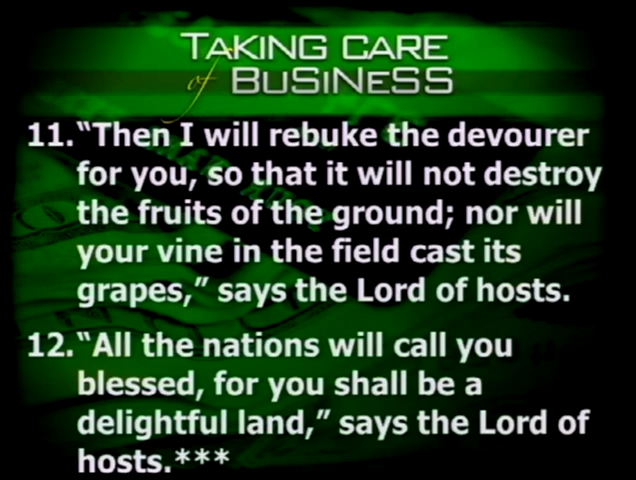 TAKING CARE
of BUSINESS
11. “Then I will rebuke the devourer
for you, so that it will not destroy
the fruits of the ground; nor will
your vine in the field cast its
grapes,” says the Lord of hosts.
12. “All the nations will call you
blessed, for you shall be a
delightful land,” says the Lord of
hosts.***